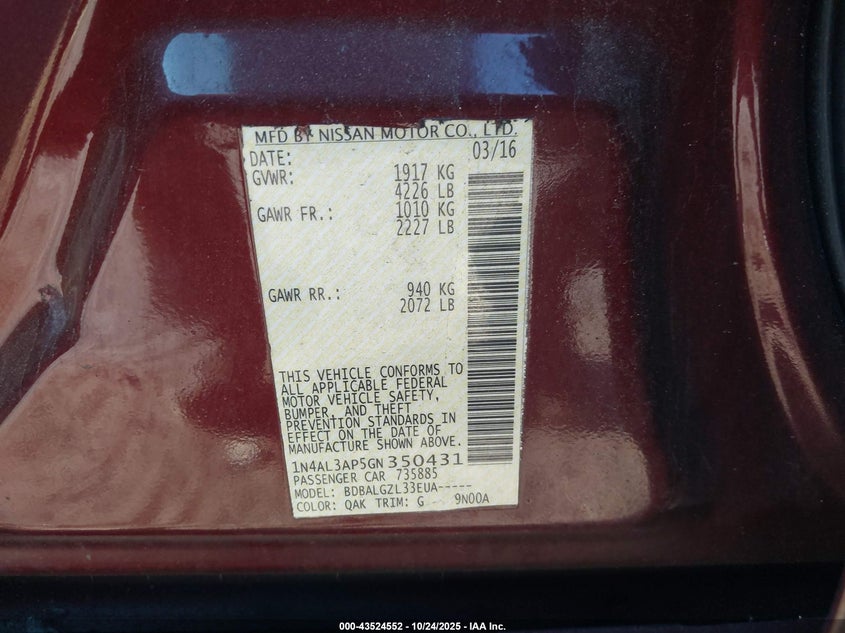 MFD BY NISSAN MOTOR CO., LTD.
DATE: 03/16
GVWR: 1917 KG
4226 LB
GAWR FR.: 1010 KG
2227 LB
GAWR RR.: 940 KG
2072 LB
THIS VEHICLE CONFORMS TO
ALL APPLICABLE FEDERAL
MOTOR VEHICLE SAFETY,
BUMPER, AND THEFT
PREVENTION STANDARDS IN
EFFECT ON THE DATE OF
MANUFACTURE SHOWN ABOVE.
1N4AL3AP5GN350431
PASSENGER CAR 735885
MODEL: BDBALGZL33EUA-----
COLOR: QAK TRIM: G 9N00A
000-43524552 - 10/24/2025 - IAA Inc.